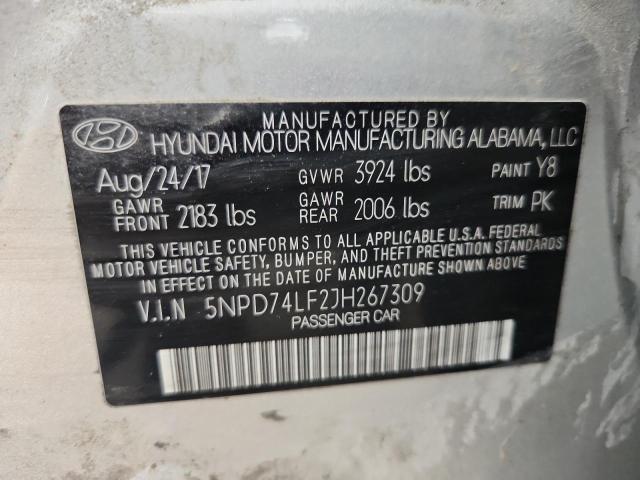 MANUFACTURED BY
HYUNDAI MOTOR MANUFACTURING ALABAMA, LLC
Aug/24/17 GVWR 3924 lbs PAINT Y8
GAWR FRONT 2183 lbs GAWR REAR 2006 lbs TRIM PK
THIS VEHICLE CONFORMS TO ALL APPLICABLE U.S.A. FEDERAL
MOTOR VEHICLE SAFETY, BUMPER, AND THEFT PREVENTION STANDARDS
IN EFFECT ON THE DATE OF MANUFACTURE SHOWN ABOVE.
V.I.N 5NPD74LF2JH267309
PASSENGER CAR